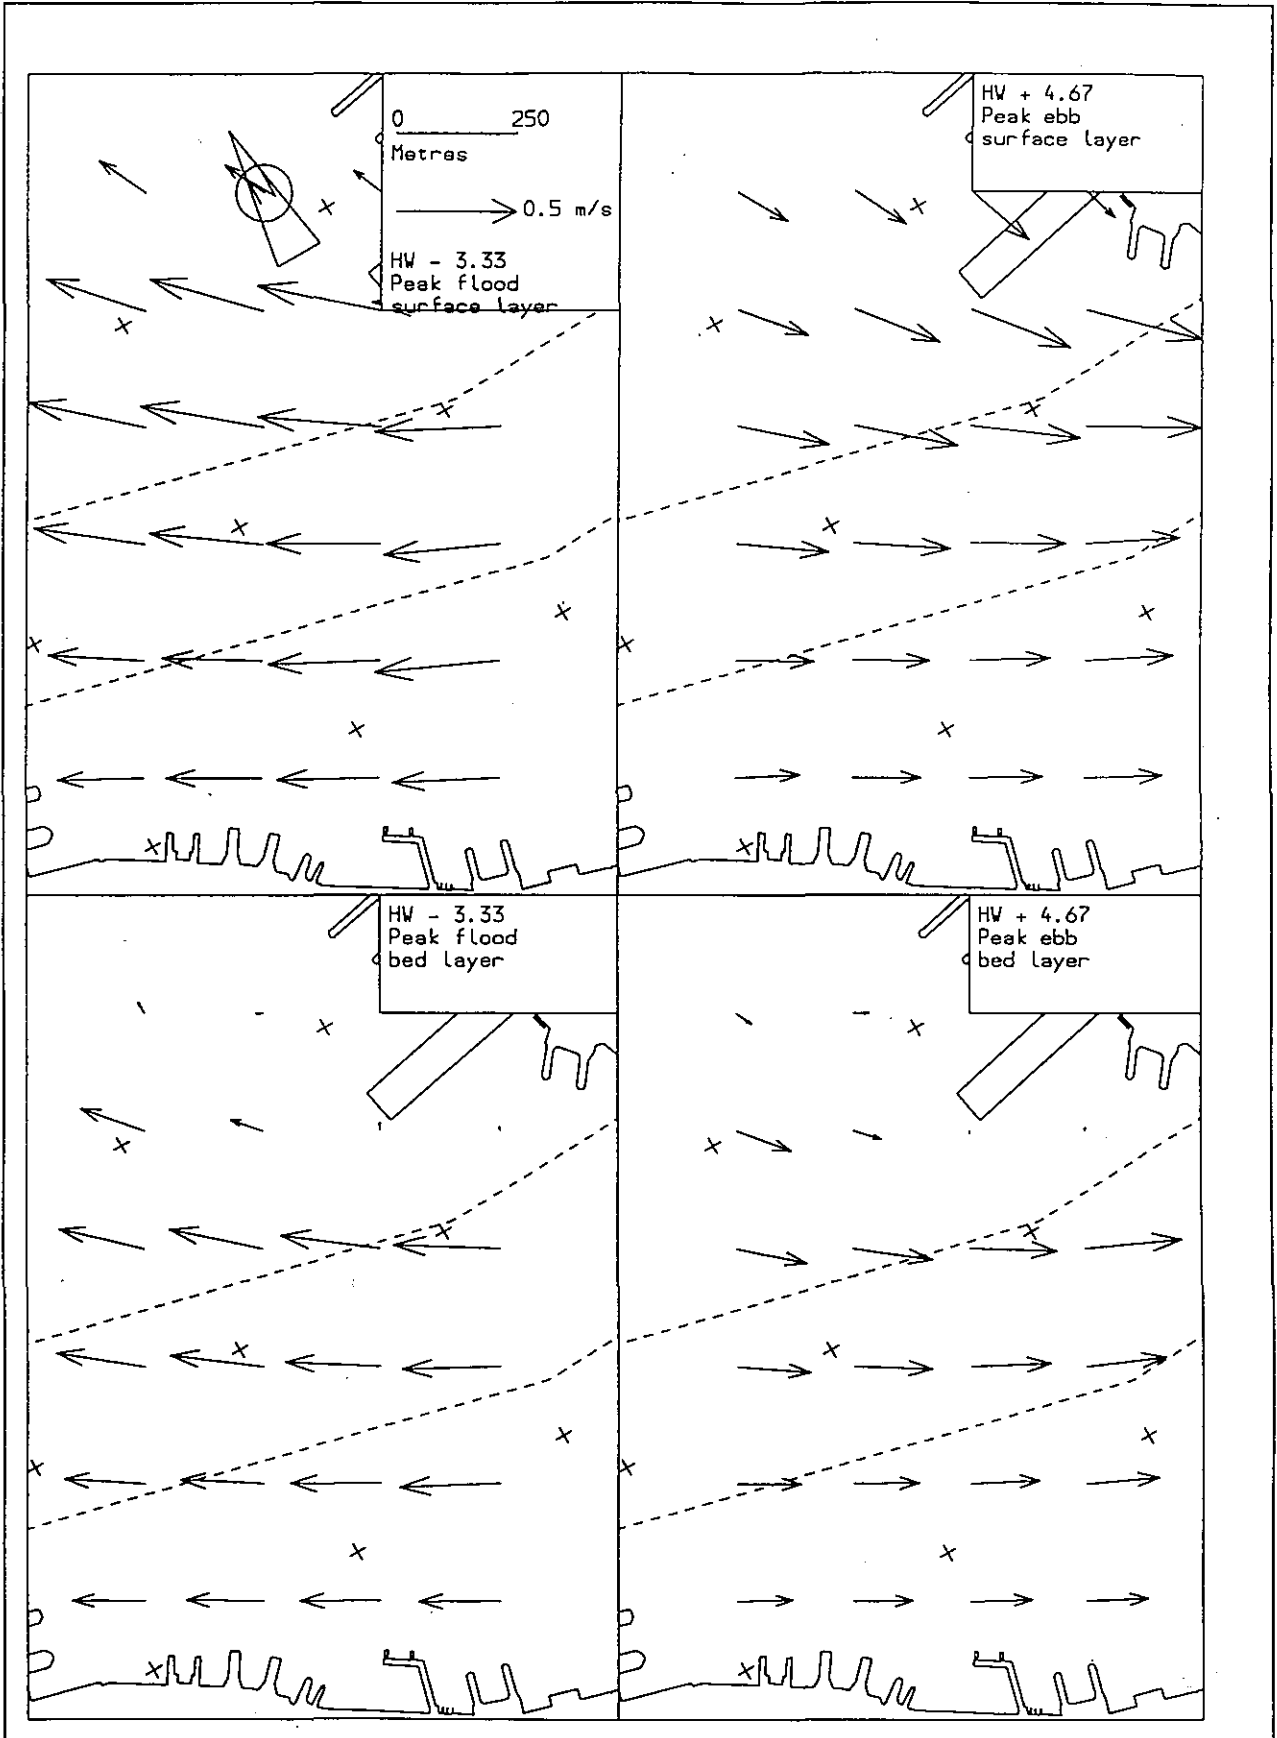 0 250
Metres
0.5 m/s
HW - 3.33
Peak flood
surface layer
HW + 4.67
Peak ebb
surface layer
HW - 3.33
Peak flood
bed layer
HW + 4.67
Peak ebb
bed layer